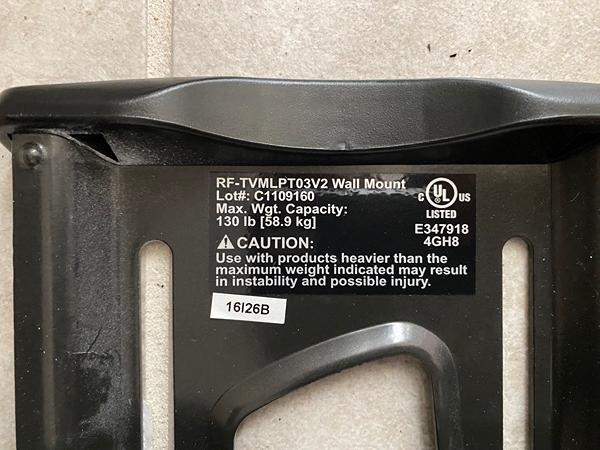 RF-TVMLPT03V2 Wall Mount
Lot#: C1109160
Max. Wgt. Capacity:
130 lb [58.9 kg]
C UL US
LISTED
E347918
4GH8
CAUTION:
Use with products heavier than the
maximum weight indicated may result
in instability and possible injury.
16I26B